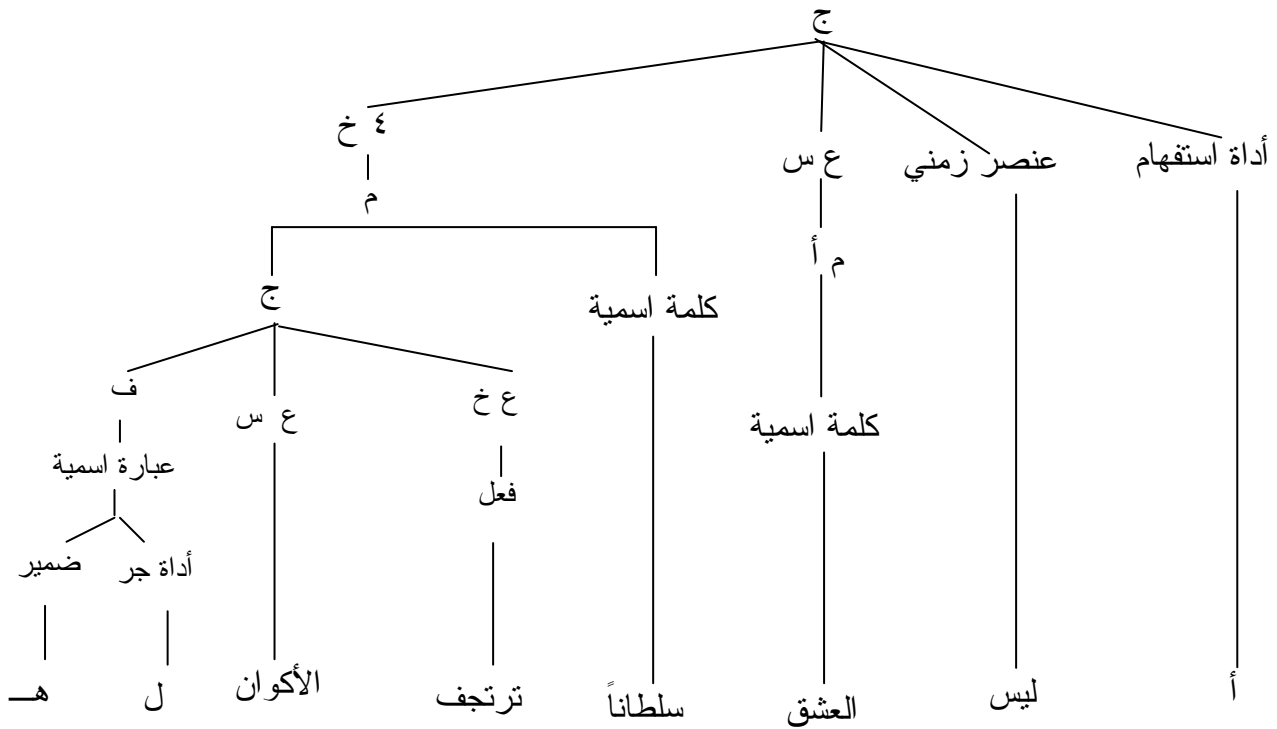 ج
أداة استفهام
عنصر زمني
ع س
٤ خ
م أ
م
كلمة اسمية
ج
كلمة اسمية
ع خ
ع س
ف
فعل
عبارة اسمية
أداة جر
ضمير
أ
ليس
العشق
سلطاناً
ترتجف
الأكوان
ل
هـ